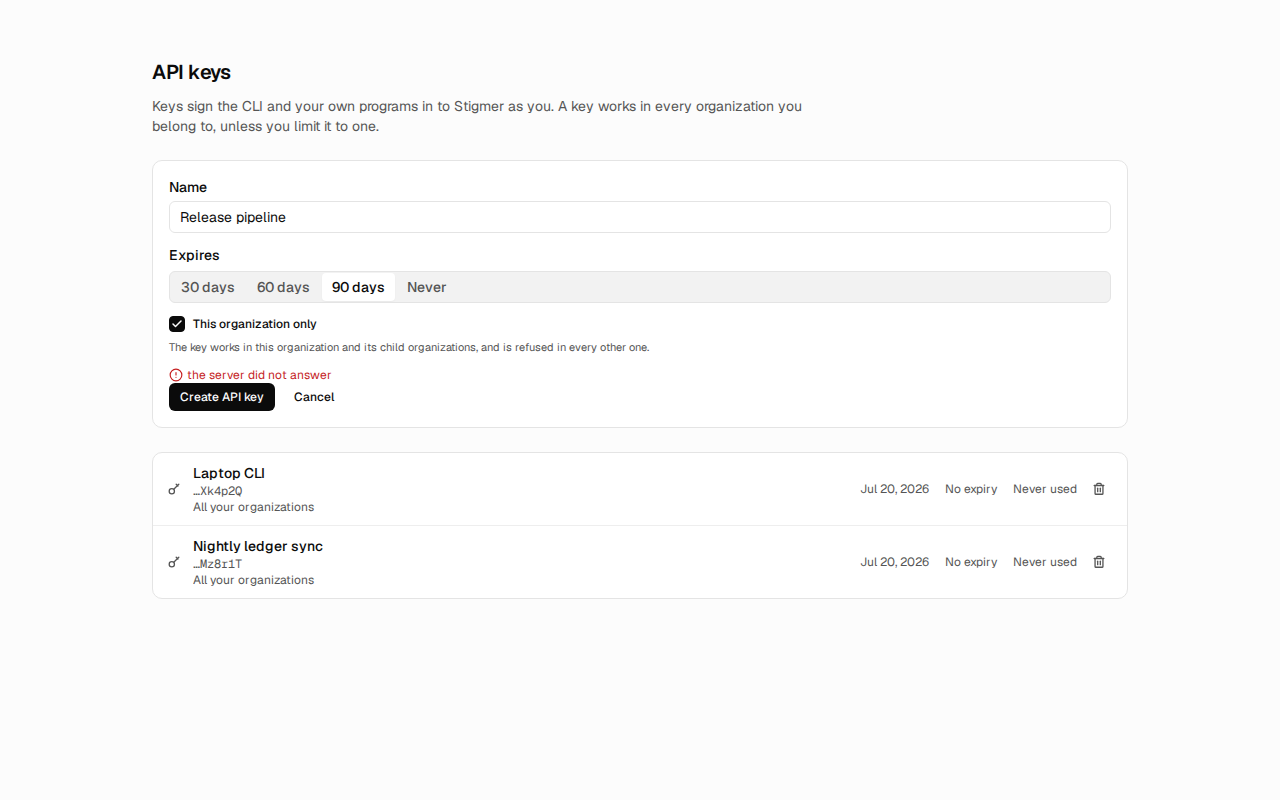 API keys
Keys sign the CLI and your own programs in to Stigmer as you. A key works in every organization you
belong to, unless you limit it to one.
Name
Release pipeline
Expires
30 days 60 days 90 days Never
This organization only
The key works in this organization and its child organizations, and is refused in every other one.
the server did not answer
Create API key Cancel
Laptop CLI
…Xk4p2Q
All your organizations
Jul 20, 2026 No expiry Never used
Nightly ledger sync
…Mz8r1T
All your organizations
Jul 20, 2026 No expiry Never used